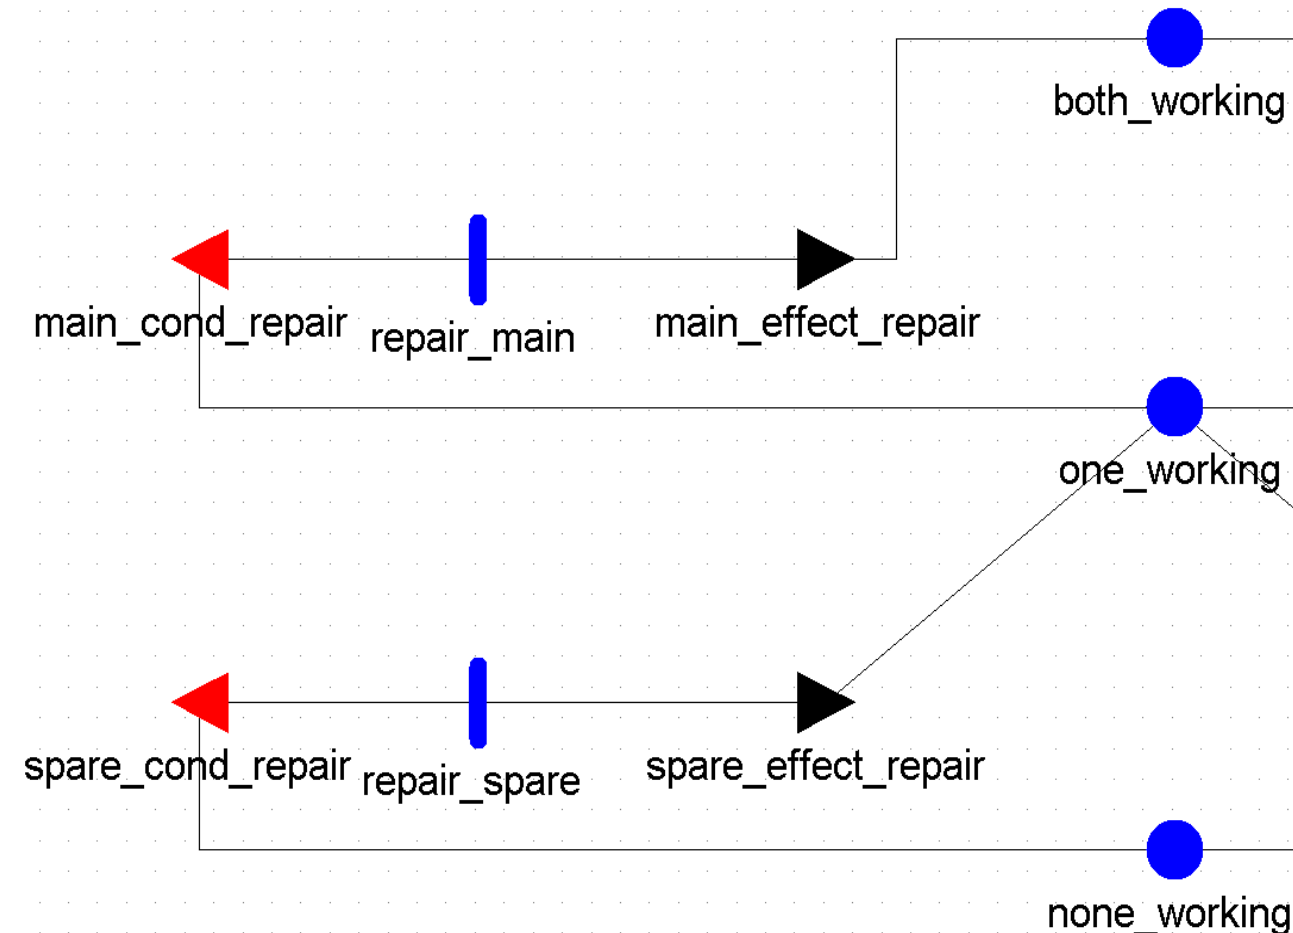 both_working
main_cond_repair
repair_main
main_effect_repair
one_working
spare_cond_repair
repair_spare
spare_effect_repair
none_working